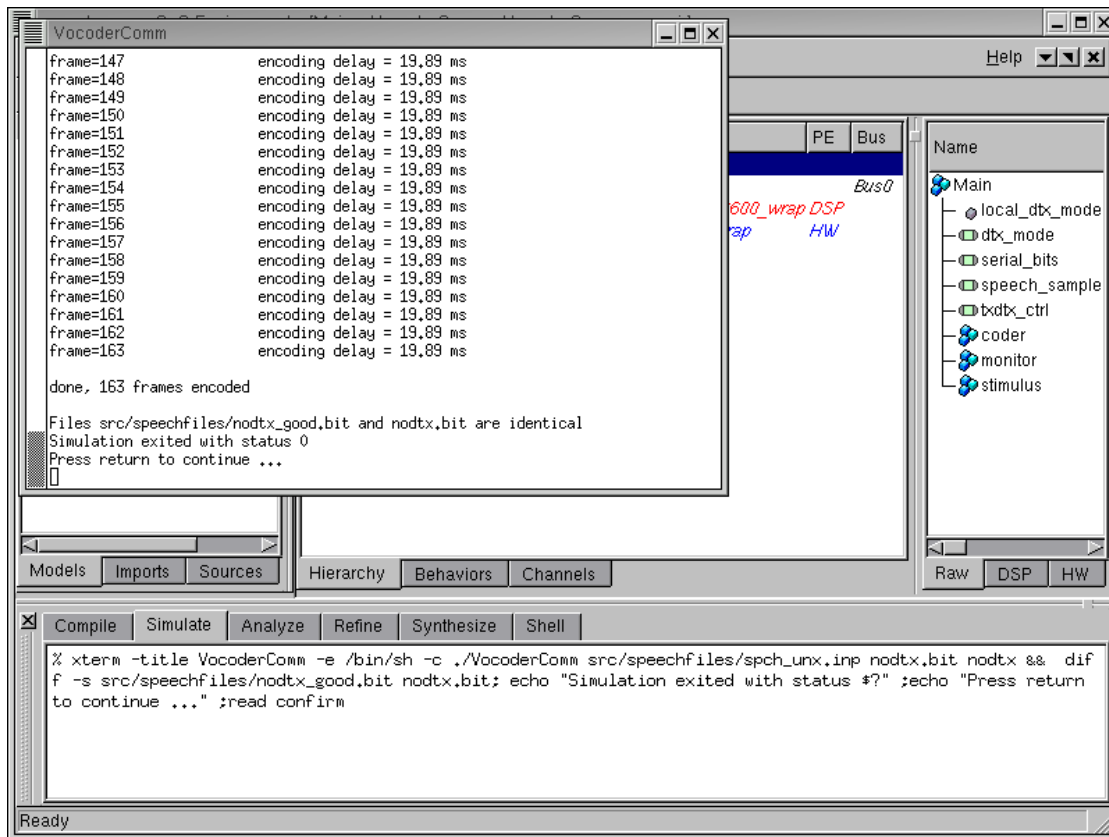 VocoderComm
frame=147 encoding delay = 19.89 ms
frame=148 encoding delay = 19.89 ms
frame=149 encoding delay = 19.89 ms
frame=150 encoding delay = 19.89 ms
frame=151 encoding delay = 19.89 ms
frame=152 encoding delay = 19.89 ms
frame=153 encoding delay = 19.89 ms
frame=154 encoding delay = 19.89 ms
frame=155 encoding delay = 19.89 ms
frame=156 encoding delay = 19.89 ms
frame=157 encoding delay = 19.89 ms
frame=158 encoding delay = 19.89 ms
frame=159 encoding delay = 19.89 ms
frame=160 encoding delay = 19.89 ms
frame=161 encoding delay = 19.89 ms
frame=162 encoding delay = 19.89 ms
frame=163 encoding delay = 19.89 ms
done, 163 frames encoded
Files src/speechfiles/nodtx_good.bit and nodtx.bit are identical
Simulation exited with status 0
Press return to continue ...
Help
PE Bus
Bus0
600_wrap DSP
rap HW
Name
Main
local_dtx_mode
dtx_mode
serial_bits
speech_sample
txdtx_ctrl
coder
monitor
stimulus
Models Imports Sources
Hierarchy Behaviors Channels
Raw DSP HW
Compile Simulate Analyze Refine Synthesize Shell
% xterm -title VocoderComm -e /bin/sh -c ./VocoderComm src/speechfiles/spch_unx.inp nodtx.bit nodtx && dif
f -s src/speechfiles/nodtx_good.bit nodtx.bit; echo "Simulation exited with status $?" ;echo "Press return
to continue ..." ;read confirm
Ready